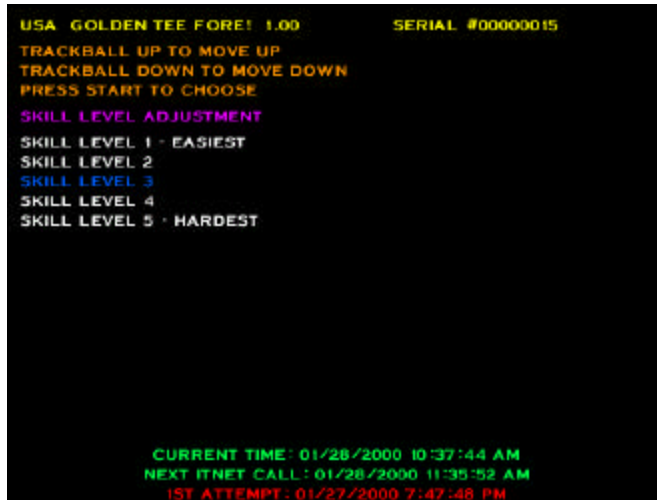 USA GOLDEN TEE FORE! 1.00 SERIAL #00000015
TRACKBALL UP TO MOVE UP
TRACKBALL DOWN TO MOVE DOWN
PRESS START TO CHOOSE
SKILL LEVEL ADJUSTMENT
SKILL LEVEL 1 - EASIEST
SKILL LEVEL 2
SKILL LEVEL 3
SKILL LEVEL 4
SKILL LEVEL 5 - HARDEST
CURRENT TIME: 01/28/2000 10:37:44 AM
NEXT ITNET CALL: 01/28/2000 11:35:52 AM
1ST ATTEMPT: 01/27/2000 7:47:48 PM